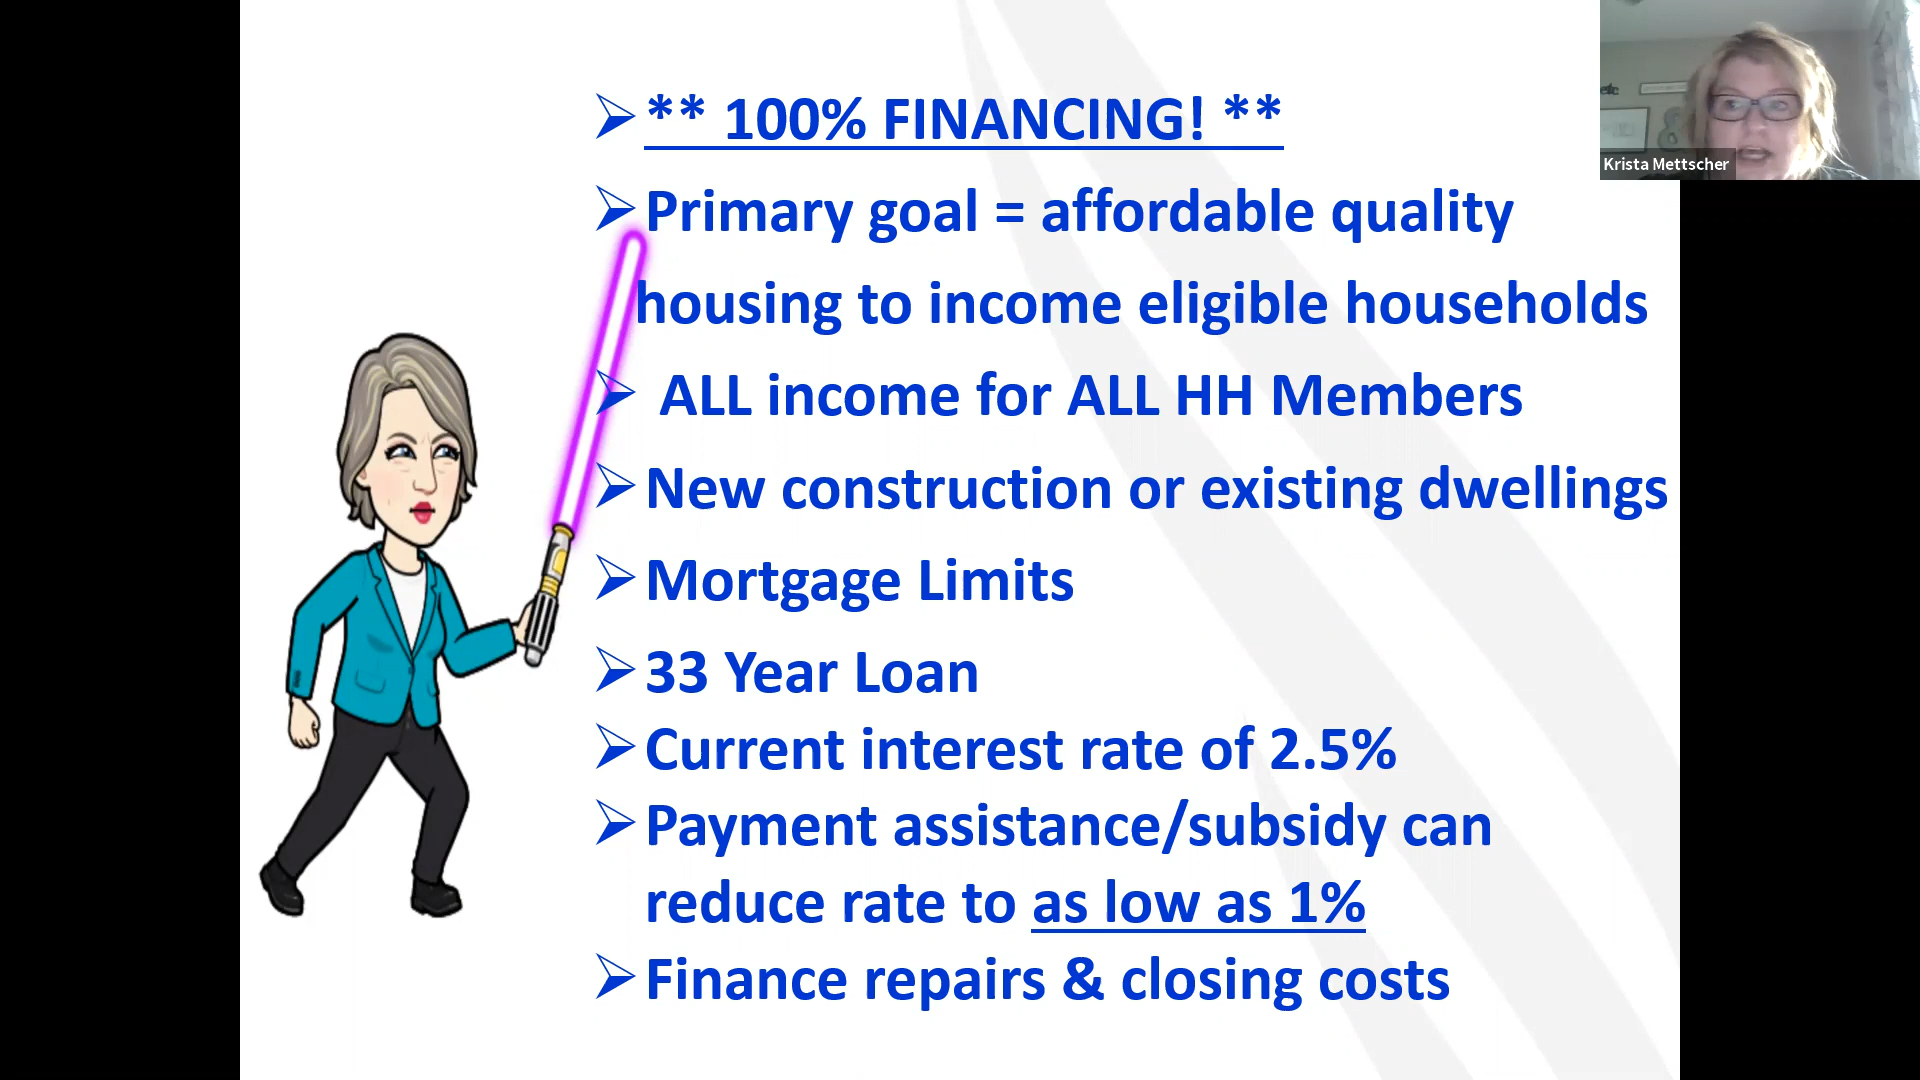 ** 100% FINANCING! **
Primary goal = affordable quality
housing to income eligible households
ALL income for ALL HH Members
New construction or existing dwellings
Mortgage Limits
33 Year Loan
Current interest rate of 2.5%
Payment assistance/subsidy can
reduce rate to as low as 1%
Finance repairs & closing costs
Krista Mettscher